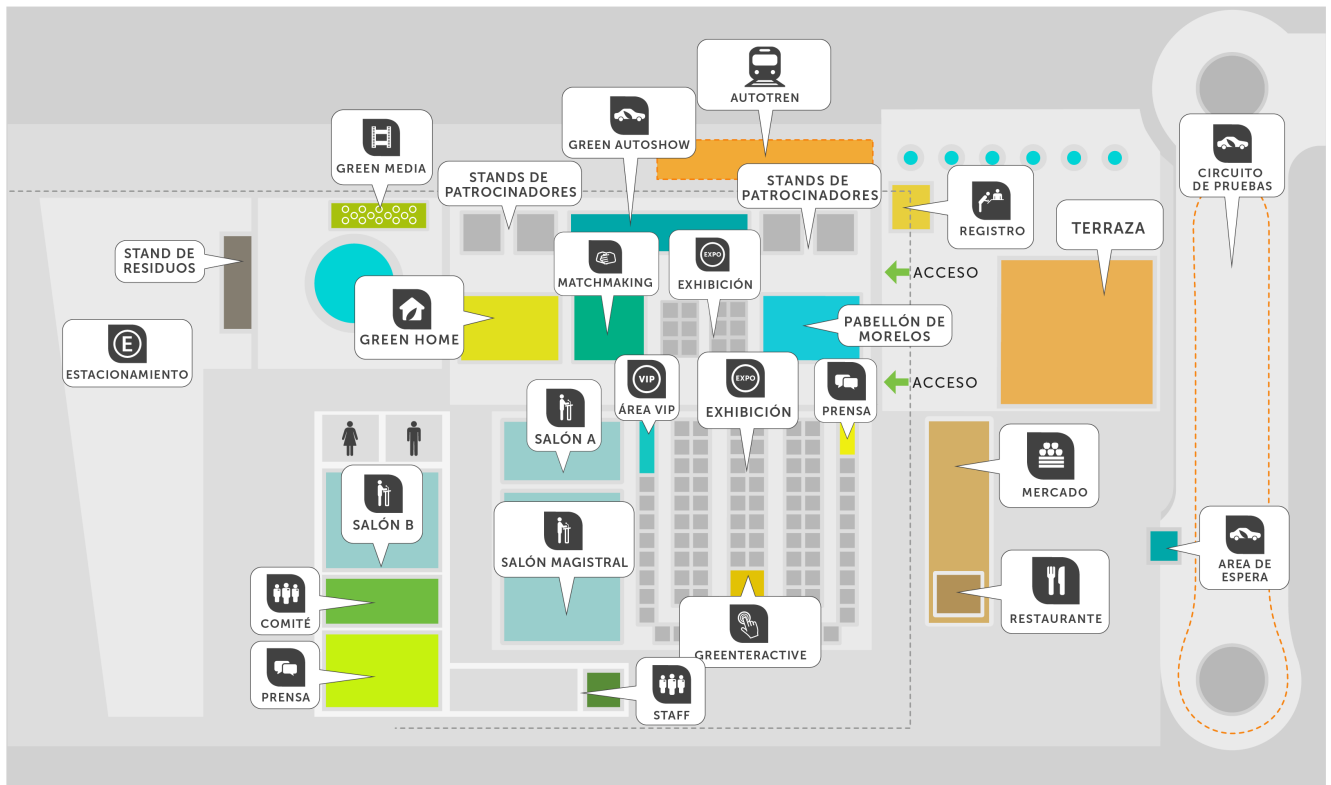 AUTOTREN
GREEN AUTOSHOW
GREEN MEDIA
CIRCUITO
DE PRUEBAS
STANDS DE
PATROCINADORES
STANDS DE
PATROCINADORES
REGISTRO
TERRAZA
STAND DE
RESIDUOS
MATCHMAKING
EXPO
EXHIBICIÓN
ACCESO
GREEN HOME
PABELLÓN DE
MORELOS
E
ESTACIONAMIENTO
VIP
ÁREA VIP
EXPO
EXHIBICIÓN
PRENSA
ACCESO
SALÓN A
MERCADO
SALÓN B
SALÓN MAGISTRAL
AREA DE
ESPERA
COMITÉ
RESTAURANTE
GREENTERACTIVE
PRENSA
STAFF